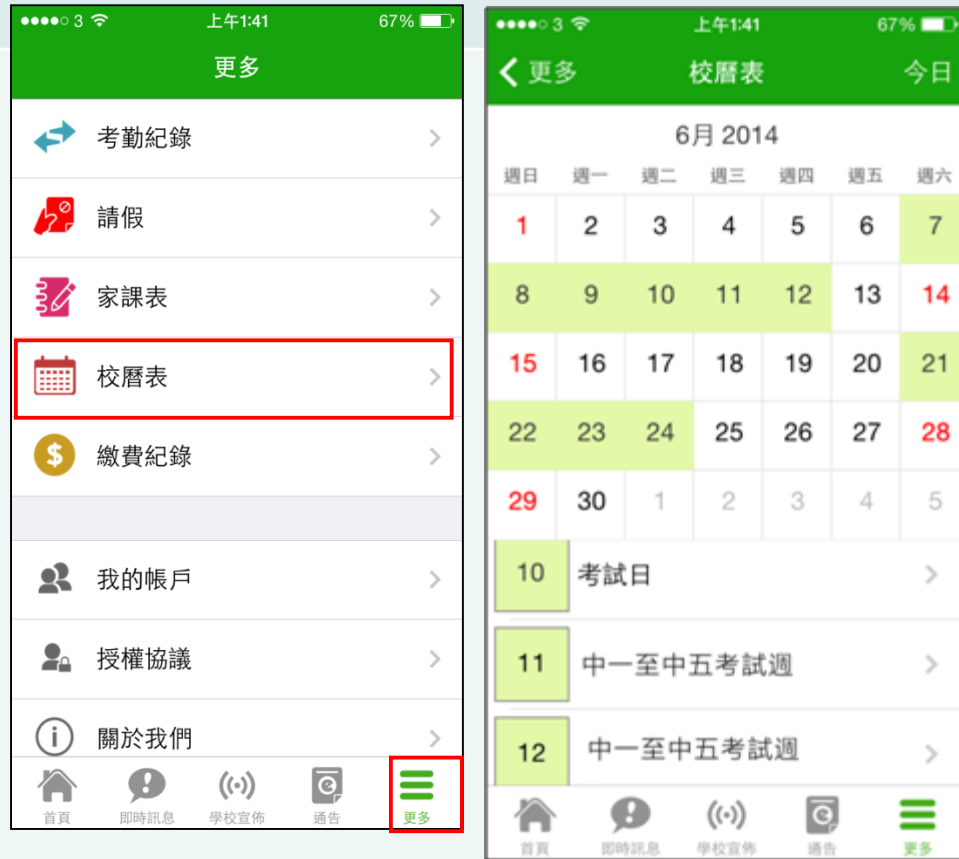 3 上午1:41 67%
更多
考勤紀錄
請假
家課表
校曆表
繳費紀錄
我的帳戶
授權協議
關於我們
首頁 即時訊息 學校宣佈 通告 更多
3 上午1:41 67%
更多 校曆表 今日
6月 2014
週日 週一 週二 週三 週四 週五 週六
1 2 3 4 5 6 7
8 9 10 11 12 13 14
15 16 17 18 19 20 21
22 23 24 25 26 27 28
29 30 1 2 3 4 5
10 考試日
11 中一至中五考試週
12 中一至中五考試週
首頁 即時訊息 學校宣佈 通告 更多